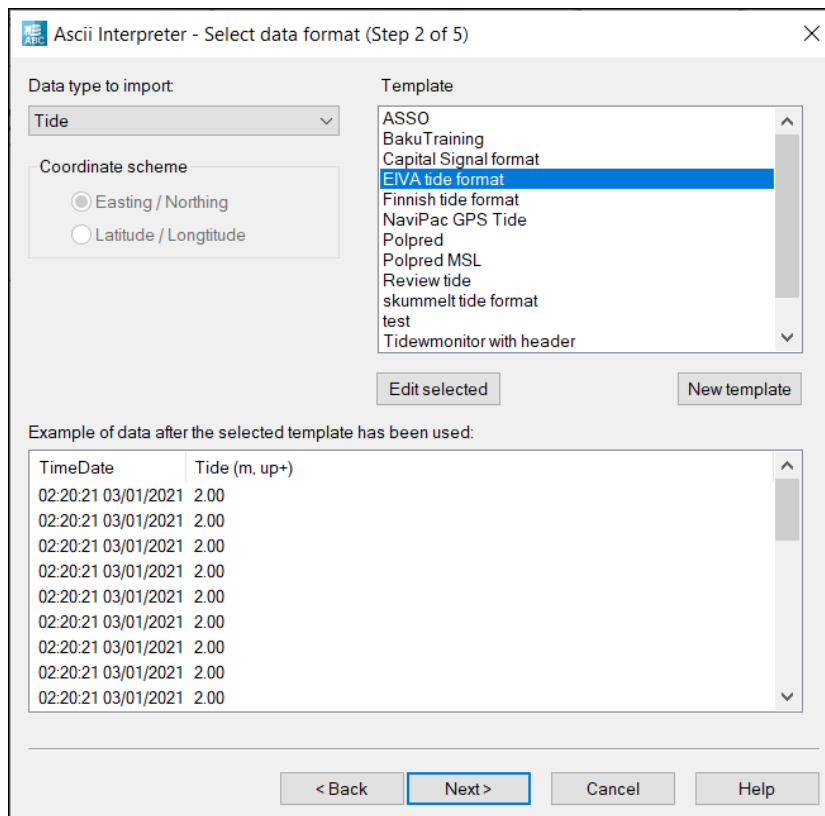 Ascii Interpreter - Select data format (Step 2 of 5)
Data type to import:
Tide
Coordinate scheme
Easting / Northing
Latitude / Longtitude
Template
ASSO
BakuTraining
Capital Signal format
EIVA tide format
Finnish tide format
NaviPac GPS Tide
Polpred
Polpred MSL
Review tide
skummelt tide format
test
Tidewmonitor with header
Edit selected
New template
Example of data after the selected template has been used:
TimeDate Tide (m, up+)
02:20:21 03/01/2021 2.00
02:20:21 03/01/2021 2.00
02:20:21 03/01/2021 2.00
02:20:21 03/01/2021 2.00
02:20:21 03/01/2021 2.00
02:20:21 03/01/2021 2.00
02:20:21 03/01/2021 2.00
02:20:21 03/01/2021 2.00
02:20:21 03/01/2021 2.00
< Back Next > Cancel Help